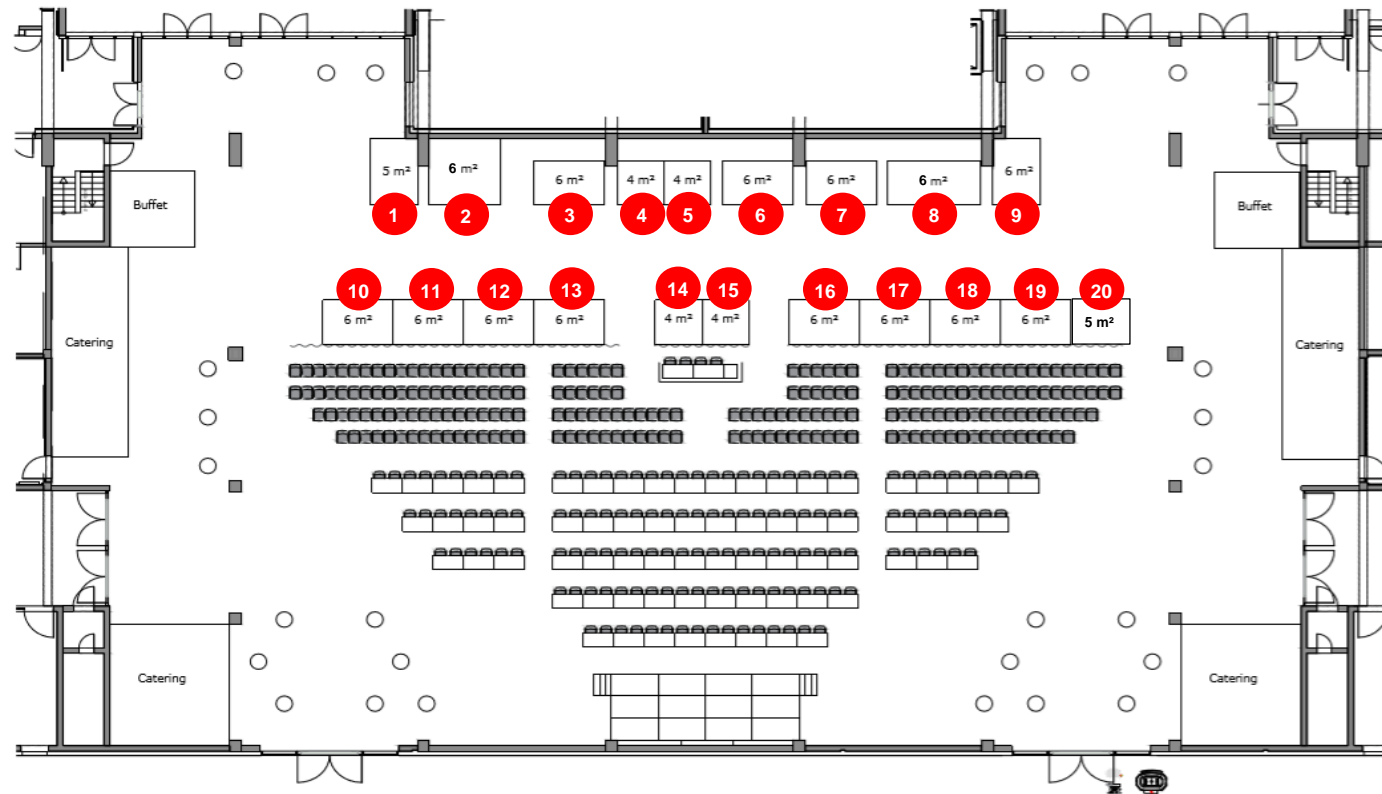 5 m²
6 m²
6 m²
4 m²
4 m²
6 m²
6 m²
6 m²
6 m²
1
2
3
4
5
6
7
8
9
Buffet
Buffet
10
11
12
13
14
15
16
17
18
19
20
6 m²
6 m²
6 m²
6 m²
4 m²
4 m²
6 m²
6 m²
6 m²
6 m²
5 m²
Catering
Catering
Catering
Catering